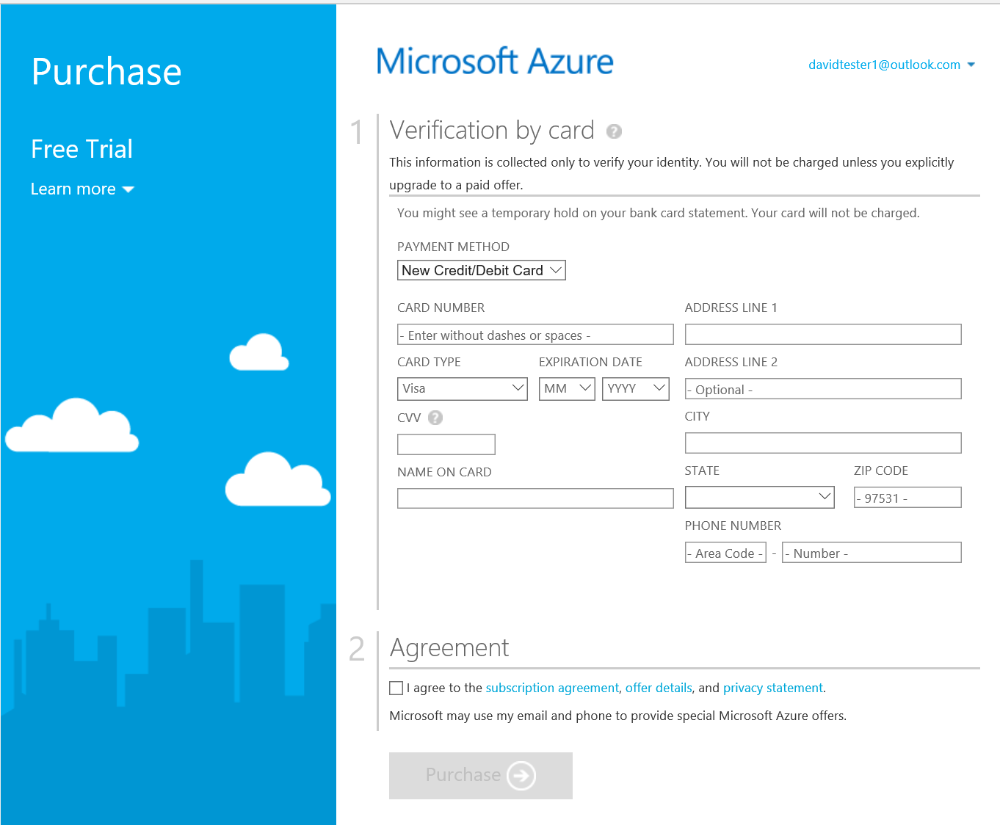 Purchase
Free Trial
Learn more
Microsoft Azure
davidtester1@outlook.com
1
Verification by card ?
This information is collected only to verify your identity. You will not be charged unless you explicitly
upgrade to a paid offer.
You might see a temporary hold on your bank card statement. Your card will not be charged.
PAYMENT METHOD
New Credit/Debit Card
CARD NUMBER
- Enter without dashes or spaces -
CARD TYPE
EXPIRATION DATE
Visa
MM
YYYY
CVV ?
NAME ON CARD
ADDRESS LINE 1
ADDRESS LINE 2
- Optional -
CITY
STATE
ZIP CODE
- 97531 -
PHONE NUMBER
- Area Code - - - Number -
2
Agreement
I agree to the subscription agreement, offer details, and privacy statement.
Microsoft may use my email and phone to provide special Microsoft Azure offers.
Purchase